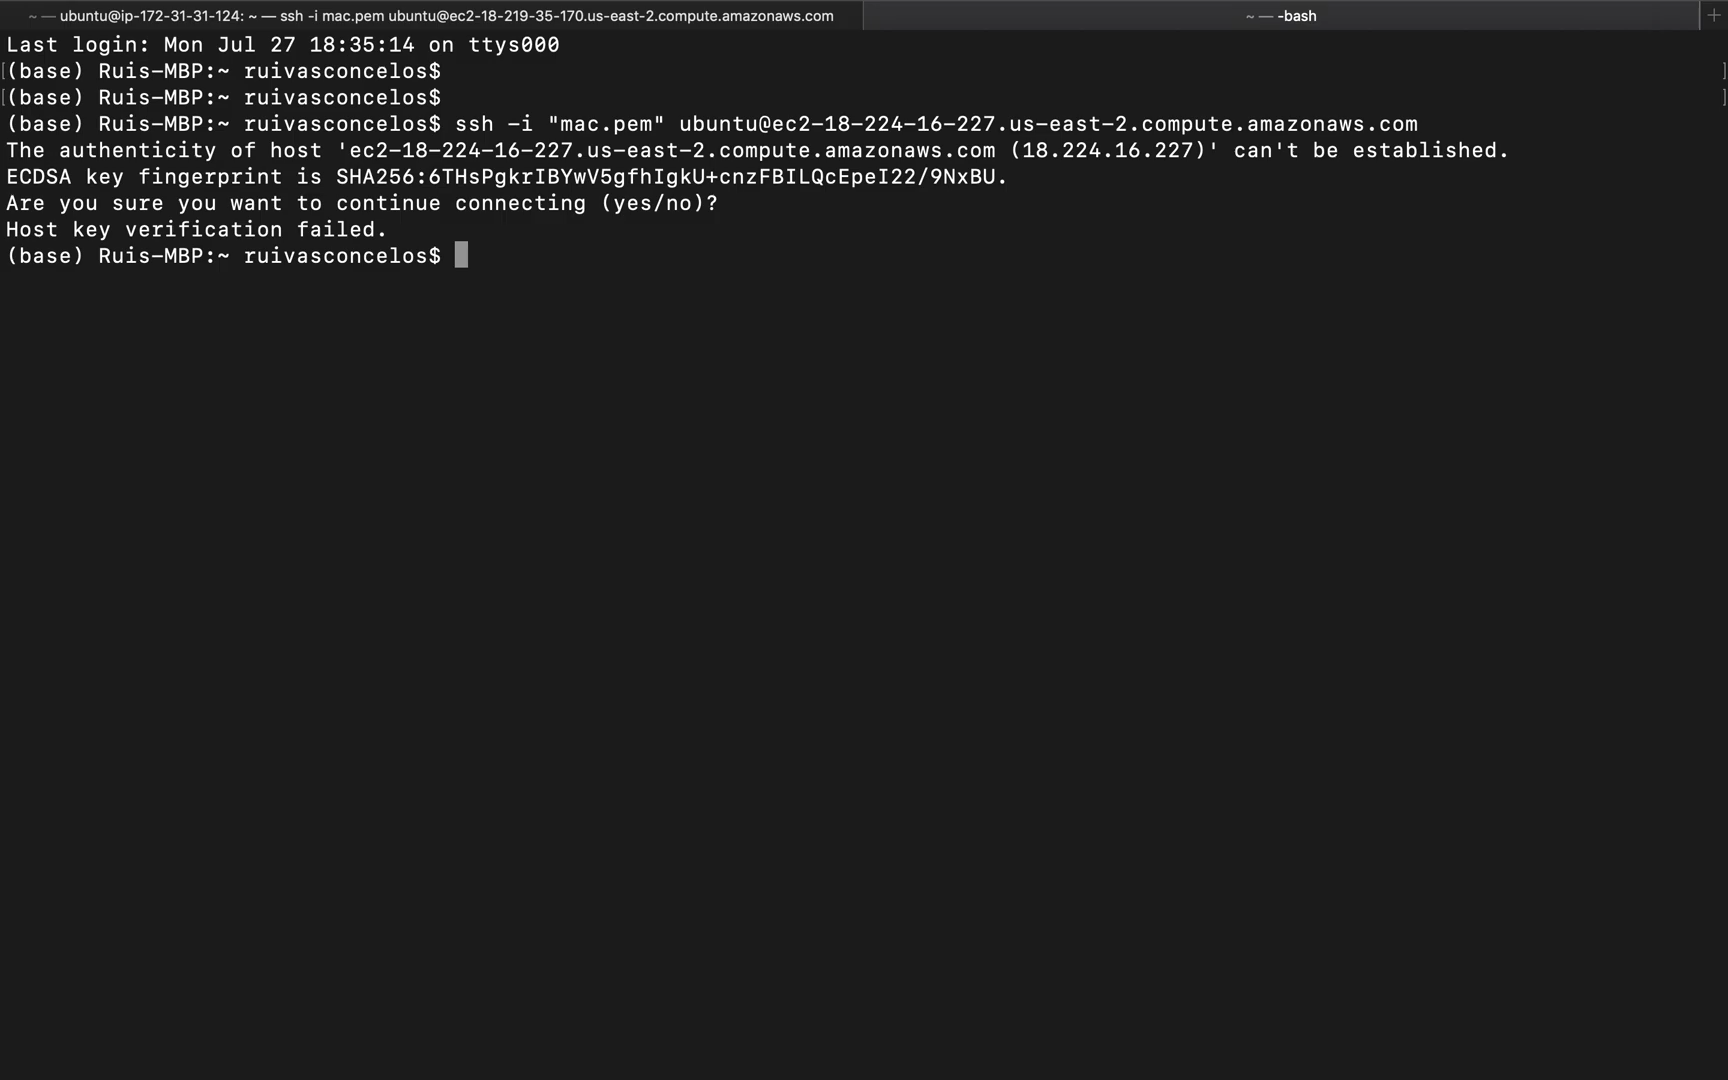 ~ — ubuntu@ip-172-31-31-124: ~ — ssh -i mac.pem ubuntu@ec2-18-219-35-170.us-east-2.compute.amazonaws.com
~ — -bash
+
Last login: Mon Jul 27 18:35:14 on ttys000
[(base) Ruis-MBP:~ ruivasconcelos$ ]
[(base) Ruis-MBP:~ ruivasconcelos$ ]
(base) Ruis-MBP:~ ruivasconcelos$ ssh -i "mac.pem" ubuntu@ec2-18-224-16-227.us-east-2.compute.amazonaws.com
The authenticity of host 'ec2-18-224-16-227.us-east-2.compute.amazonaws.com (18.224.16.227)' can't be established.
ECDSA key fingerprint is SHA256:6THsPgkrIBYwV5gfhIgkU+cnzFBILQcEpeI22/9NxBU.
Are you sure you want to continue connecting (yes/no)?
Host key verification failed.
(base) Ruis-MBP:~ ruivasconcelos$